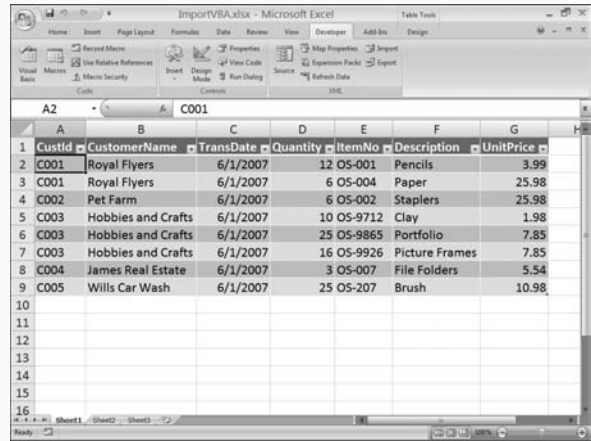 ImportVBA.xlsx - Microsoft Excel
Table Tools
Home Insert Page Layout Formulas Data Review View Developer Add-Ins Design
Visual Basic
Macros
Record Macro
Use Relative References
Macro Security
Code
Insert
Design Mode
Properties
View Code
Run Dialog
Controls
Source
Map Properties
Expansion Packs
Refresh Data
Import
Export
XML
A2 fx C001
A B C D E F G H
1 CustId CustomerName TransDate Quantity ItemNo Description UnitPrice
2 C001 Royal Flyers 6/1/2007 12 OS-001 Pencils 3.99
3 C001 Royal Flyers 6/1/2007 6 OS-004 Paper 25.98
4 C002 Pet Farm 6/1/2007 6 OS-002 Staplers 25.98
5 C003 Hobbies and Crafts 6/1/2007 10 OS-9712 Clay 1.98
6 C003 Hobbies and Crafts 6/1/2007 25 OS-9865 Portfolio 7.85
7 C003 Hobbies and Crafts 6/1/2007 16 OS-9926 Picture Frames 7.85
8 C004 James Real Estate 6/1/2007 3 OS-007 File Folders 5.54
9 C005 Wills Car Wash 6/1/2007 25 OS-207 Brush 10.98
10
11
12
13
14
15
16
Sheet1 Sheet2 Sheet3
Ready 100%